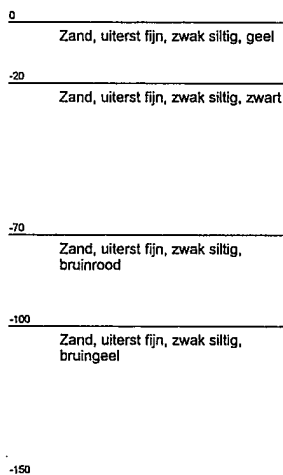 0
Zand, uiterst fijn, zwak siltig, geel
-20
Zand, uiterst fijn, zwak siltig, zwart
-70
Zand, uiterst fijn, zwak siltig,
bruinrood
-100
Zand, uiterst fijn, zwak siltig,
bruingeel
-150